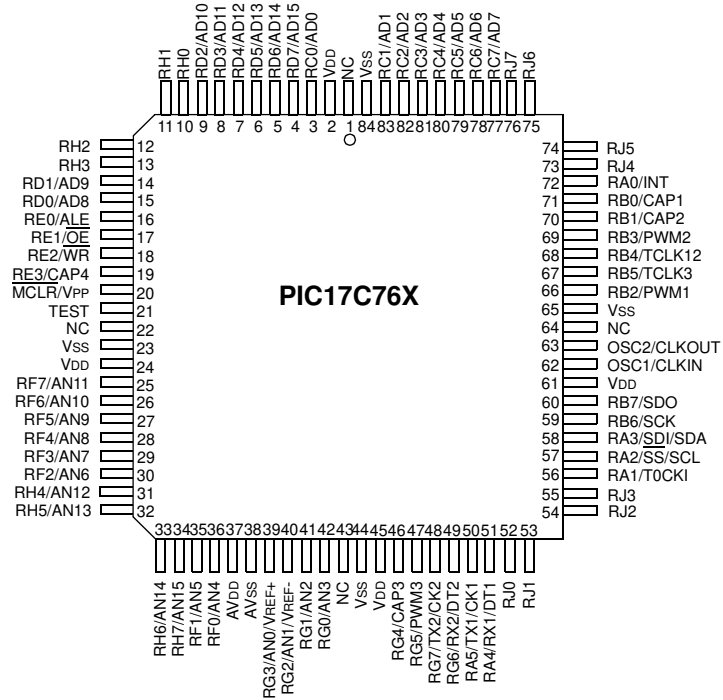 RH1
RH0
RD2/AD10
RD3/AD11
RD4/AD12
RD5/AD13
RD6/AD14
RD7/AD15
RC0/AD0
VDD
NC
VSS
RC1/AD1
RC2/AD2
RC3/AD3
RC4/AD4
RC5/AD5
RC6/AD6
RC7/AD7
RJ7
RJ6
11 10 9 8 7 6 5 4 3 2 1 84 83 82 81 80 79 78 77 76 75
RH2 12
RH3 13
RD1/AD9 14
RD0/AD8 15
RE0/ALE 16
RE1/OE 17
RE2/WR 18
RE3/CAP4 19
MCLR/VPP 20
TEST 21
NC 22
VSS 23
VDD 24
RF7/AN11 25
RF6/AN10 26
RF5/AN9 27
RF4/AN8 28
RF3/AN7 29
RF2/AN6 30
RH4/AN12 31
RH5/AN13 32
PIC17C76X
74 RJ5
73 RJ4
72 RA0/INT
71 RB0/CAP1
70 RB1/CAP2
69 RB3/PWM2
68 RB4/TCLK12
67 RB5/TCLK3
66 RB2/PWM1
65 VSS
64 NC
63 OSC2/CLKOUT
62 OSC1/CLKIN
61 VDD
60 RB7/SDO
59 RB6/SCK
58 RA3/SDI/SDA
57 RA2/SS/SCL
56 RA1/T0CKI
55 RJ3
54 RJ2
33 34 35 36 37 38 39 40 41 42 43 44 45 46 47 48 49 50 51 52 53
RH6/AN14
RH7/AN15
RF1/AN5
RF0/AN4
AVDD
AVSS
RG3/AN0/VREF+
RG2/AN1/VREF-
RG1/AN2
RG0/AN3
NC
VSS
VDD
RG4/CAP3
RG5/PWM3
RG7/TX2/CK2
RG6/RX2/DT2
RA5/TX1/CK1
RA4/RX1/DT1
RJ0
RJ1